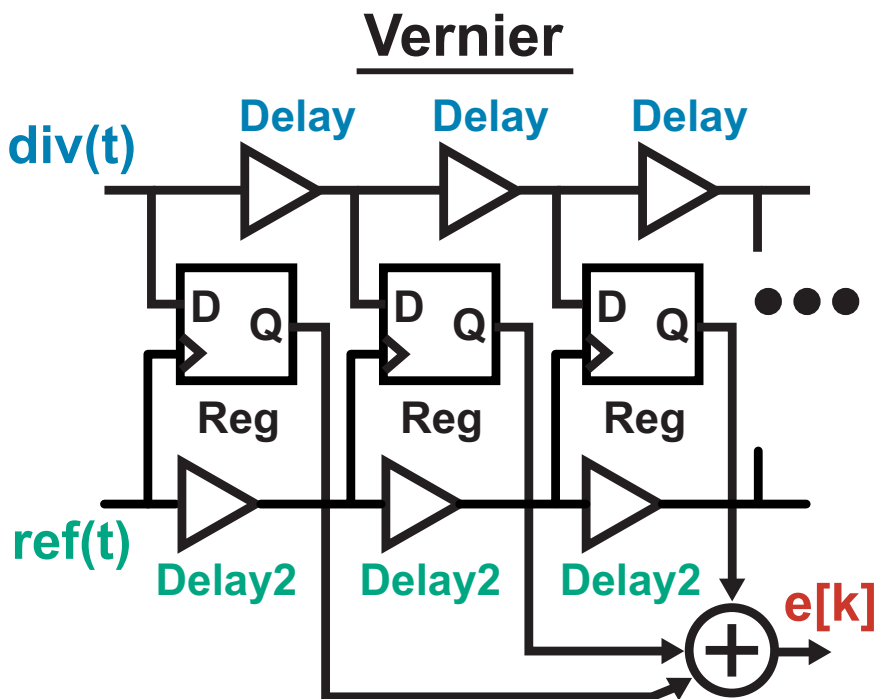 Vernier
Delay Delay Delay
div(t)
D Q D Q D Q
Reg Reg Reg
ref(t)
Delay2 Delay2 Delay2
e[k]